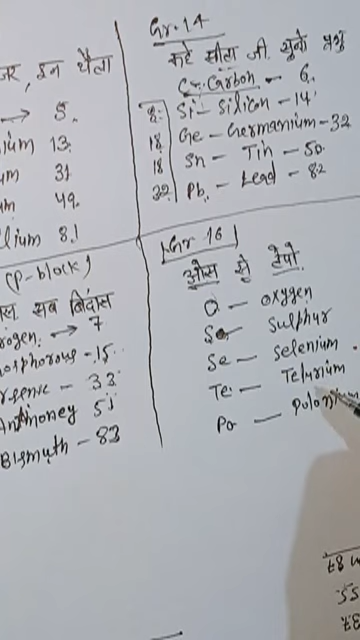 Gr. 14
कहे सीता जी सुनो प्रभु
C - Carbon - 6.
8: Si - Silicon - 14
18 Ge - Germanium - 32
18 Sn - Tin - 50.
32 Pb. - Lead - 82
, इन थैला
→ 5.
ium 13.
um 31
um 49.
lium 81
(P-block)
सब बिंदास
rogen. → 7
osphorous - 15.
rsenic - 33
Antimoney 51
Bismuth - 83
Gr 16
ओस से टेपो
O - oxygen
S - Sulphur
Se - Selenium.
Te - Telurium
Po - Polonium